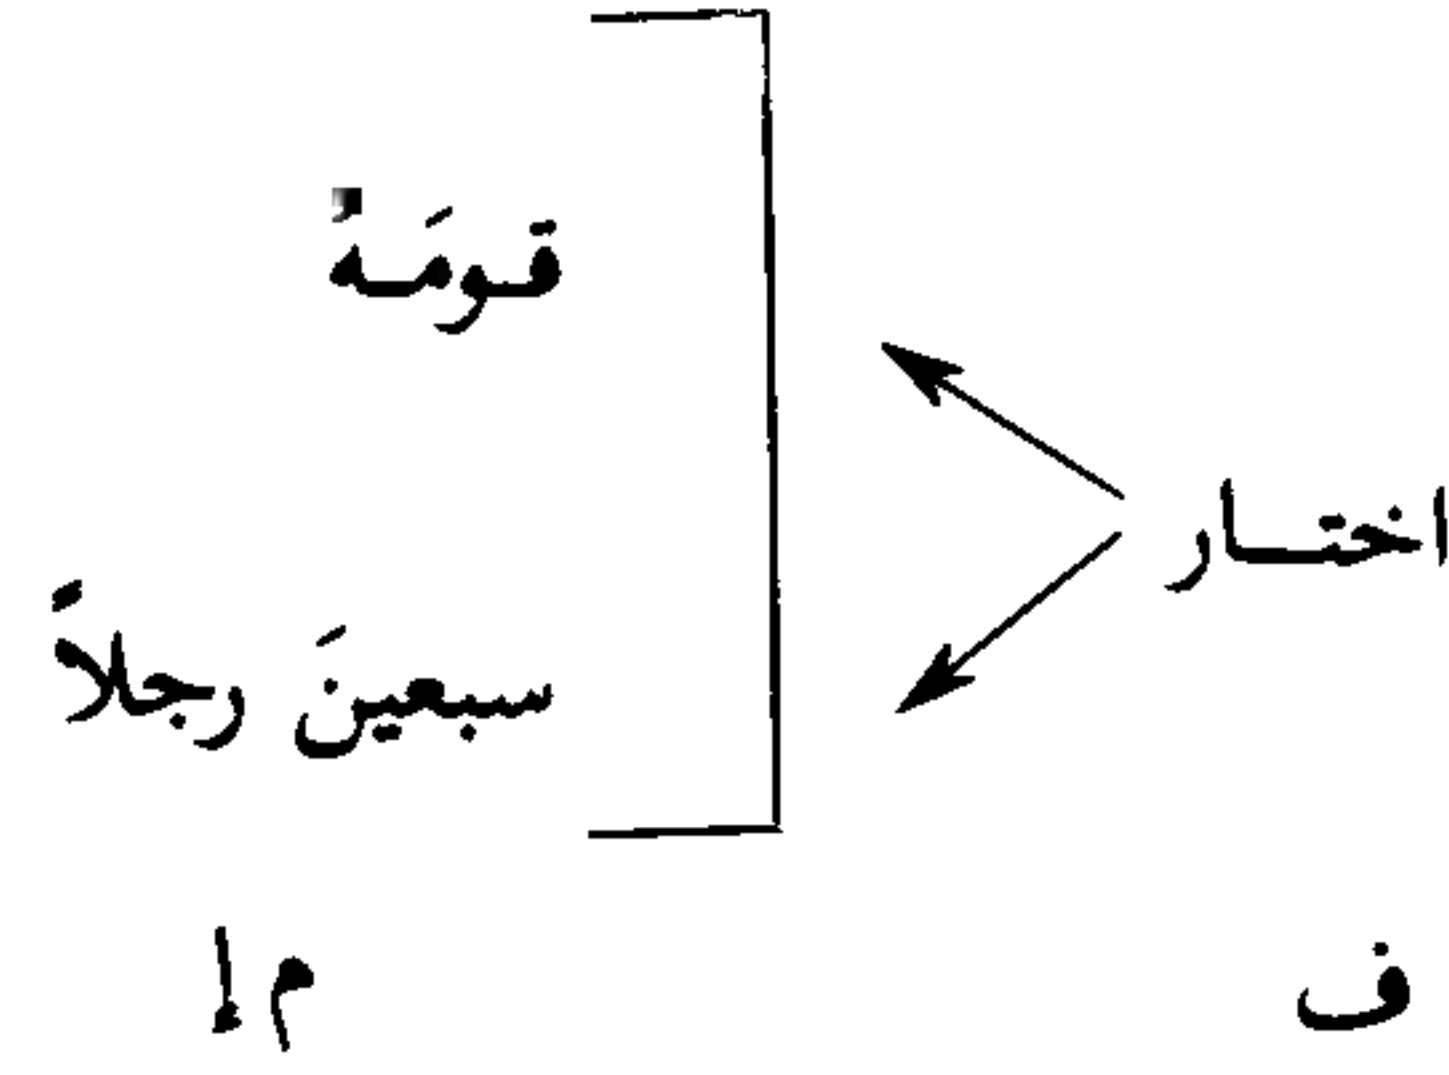 قومَهُ
اختار
سبعينَ رجلاً
ف
م إ